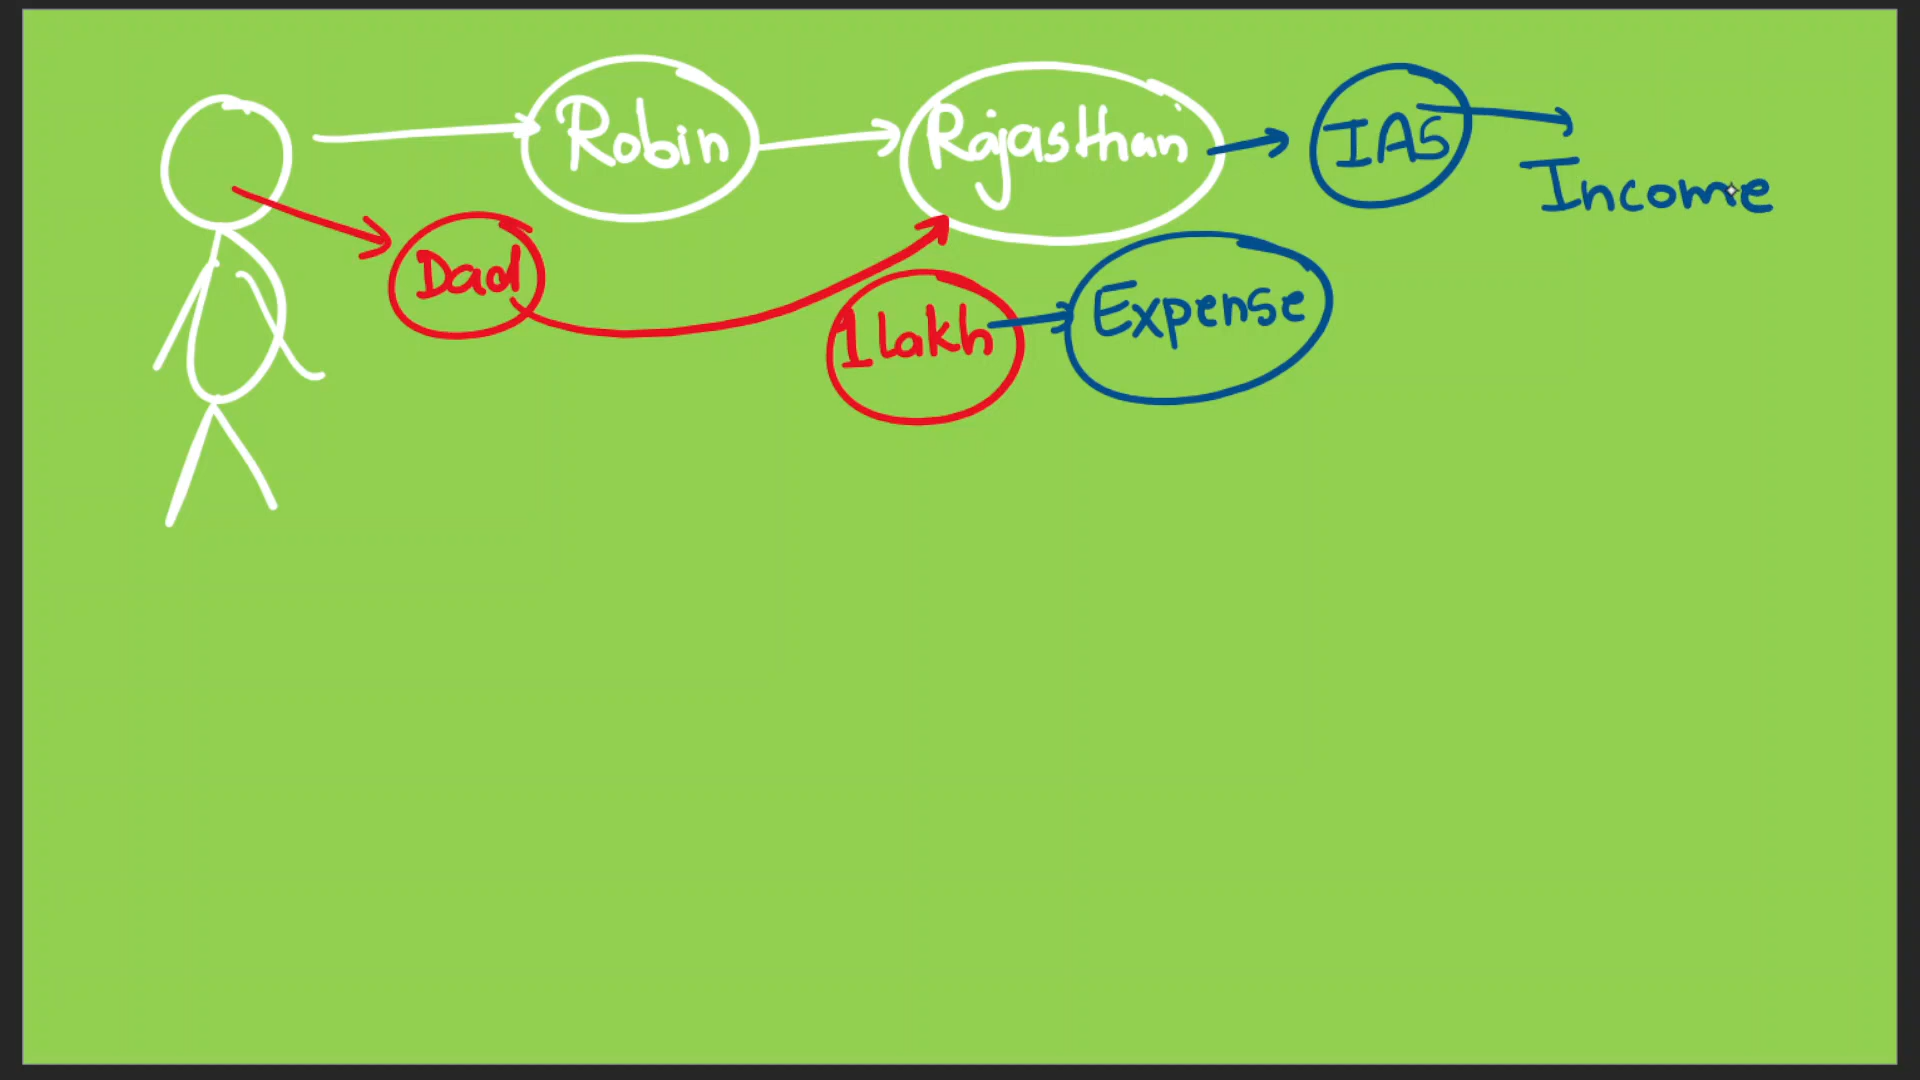 Robin
Rajasthan
IAS
Income
Dad
1 lakh
Expense